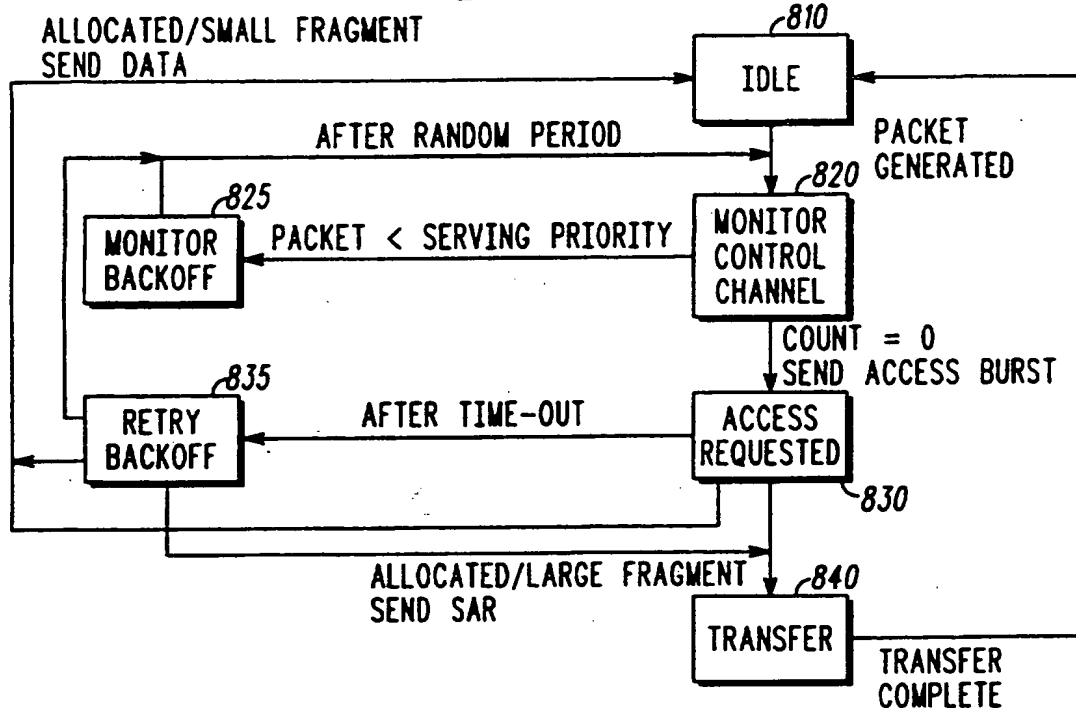 ALLOCATED/SMALL FRAGMENT
SEND DATA
810
IDLE
AFTER RANDOM PERIOD
PACKET
GENERATED
825
MONITOR
BACKOFF
PACKET < SERVING PRIORITY
820
MONITOR
CONTROL
CHANNEL
COUNT = 0
SEND ACCESS BURST
835
RETRY
BACKOFF
AFTER TIME-OUT
ACCESS
REQUESTED
830
ALLOCATED/LARGE FRAGMENT
SEND SAR
840
TRANSFER
TRANSFER
COMPLETE